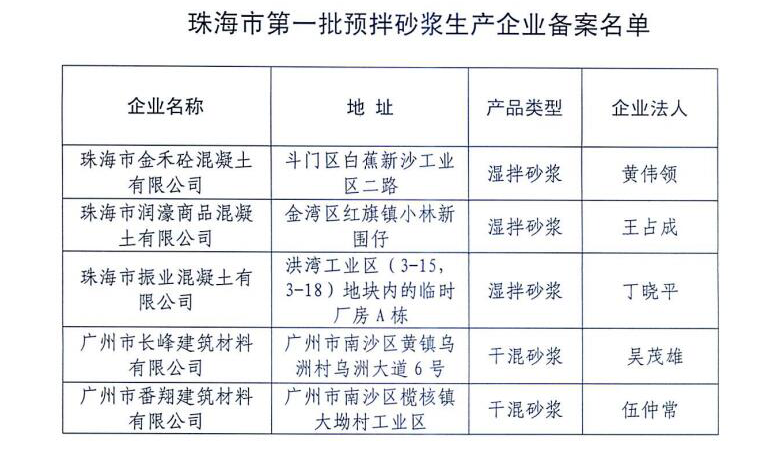 珠海市第一批预拌砂浆生产企业备案名单
企业名称 地 址 产品类型 企业法人
珠海市金禾砼混凝土
有限公司
斗门区白蕉新沙工业
区二路
湿拌砂浆
黄伟领
珠海市润濠商品混凝
土有限公司
金湾区红旗镇小林新
围仔
湿拌砂浆
王占成
珠海市振业混凝土有
限公司
洪湾工业区（3-15,
3-18）地块内的临时
厂房 A 栋
湿拌砂浆
丁晓平
广州市长峰建筑材料
有限公司
广州市南沙区黄镇乌
洲村乌洲大道 6 号
干混砂浆
吴茂雄
广州市番翔建筑材料
有限公司
广州市南沙区榄核镇
大坳村工业区
干混砂浆
伍仲常